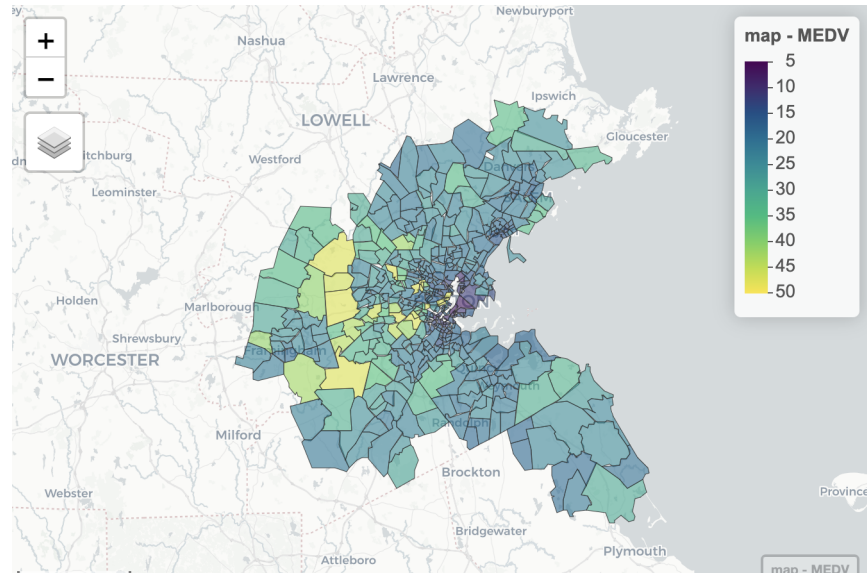 Newburyport
+
−
Nashua
Lawrence
Ipswich
LOWELL
Gloucester
Westford
Leominster
Holden
Marlborough
Shrewsbury
Framingham
WORCESTER
Milford
Randolph
Brockton
Webster
Bridgewater
Attleboro
Plymouth
Province
map - MEDV
5
10
15
20
25
30
35
40
45
50
map - MEDV